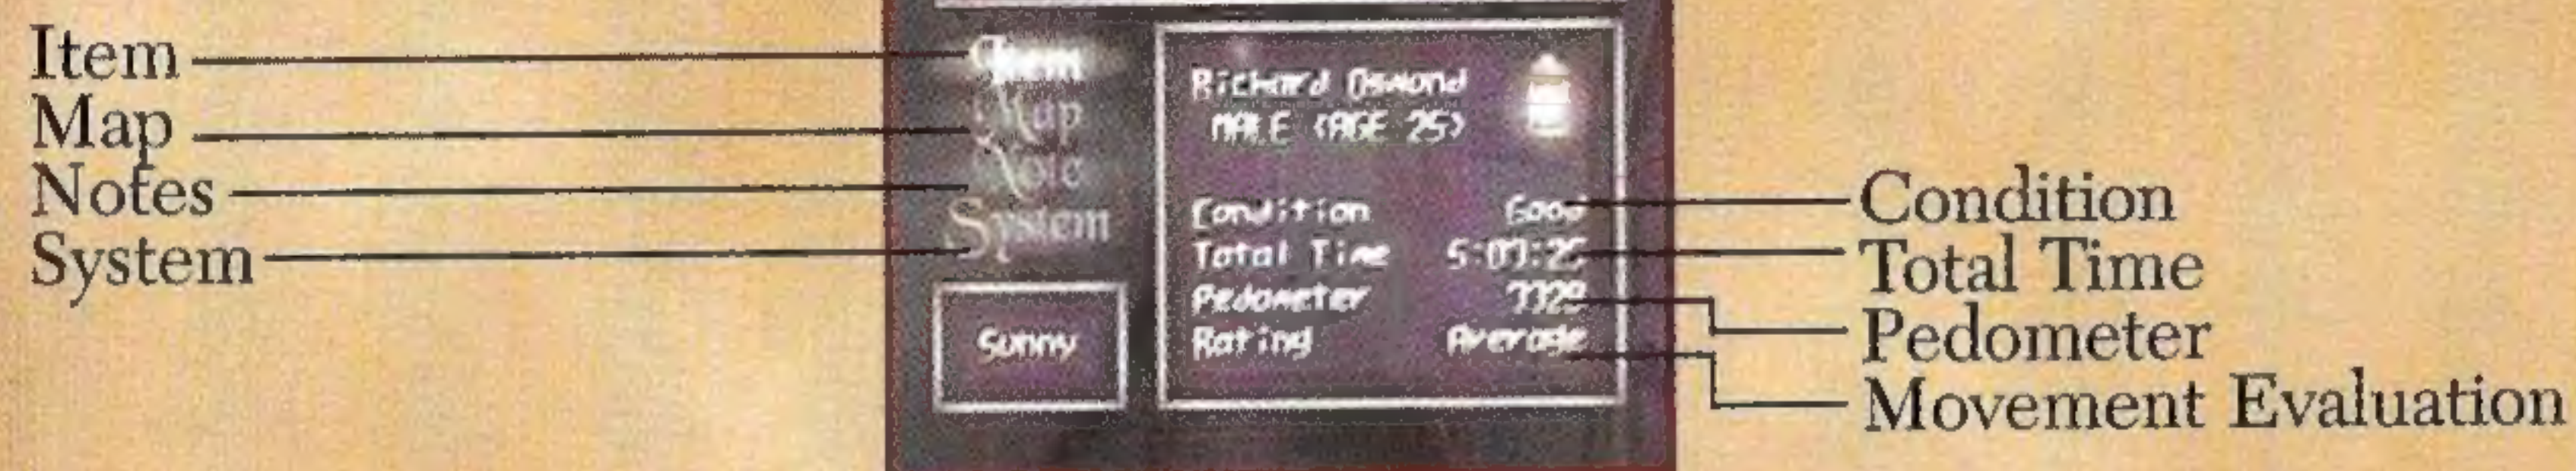 Item
Map
Notes
System
Item
Map
Note
System
Sunny
Richard Osmond
MALE (AGE 25)
Condition Good
Total Time
Pedometer
Rating Average
Condition
Total Time
Pedometer
Movement Evaluation